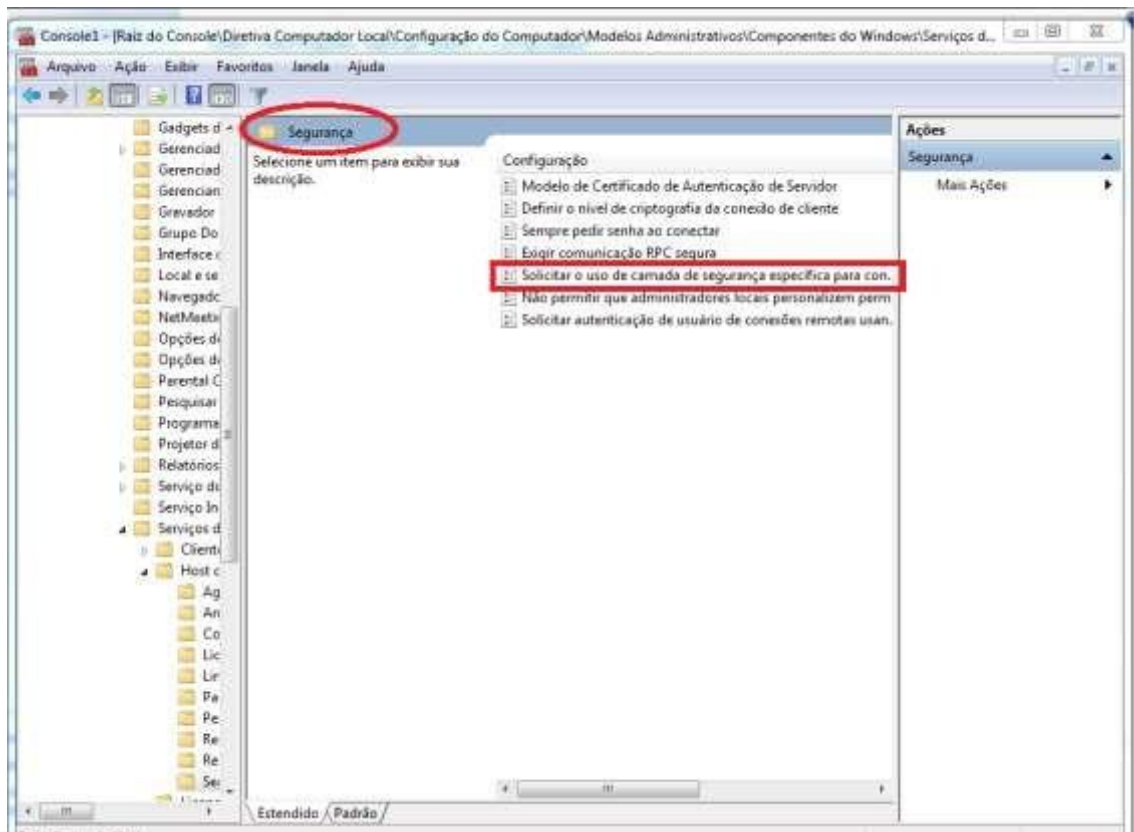 Console1 - [Raiz do Console\Diretiva Computador Local\Configuração do Computador\Modelos Administrativos\Componentes do Windows\Serviços d...
Arquivo Ação Exibir Favoritos Janela Ajuda
Gadgets d
Gerenciad
Gerenciad
Gerencian
Gravador
Grupo Do
Interface
Local e se
Navegadc
NetMeeti
Opções de
Opções de
Parental C
Pesquisar
Programa
Projetor d
Relatórios
Serviço de
Serviço In
Serviços d
Client
Host c
Ag
An
Co
Lic
Lir
Pa
Pe
Re
Re
Se
Segurança
Selecione um item para exibir sua
descrição.
Configuração
Modelo de Certificado de Autenticação de Servidor
Definir o nível de criptografia da conexão de cliente
Sempre pedir senha ao conectar
Exigir comunicação RPC segura
Solicitar o uso de camada de segurança específica para con.
Não permitir que administradores locais personalizem perm
Solicitar autenticação de usuário de conexões remotas usan.
Estendido Padrão
Ações
Segurança
Mais Ações